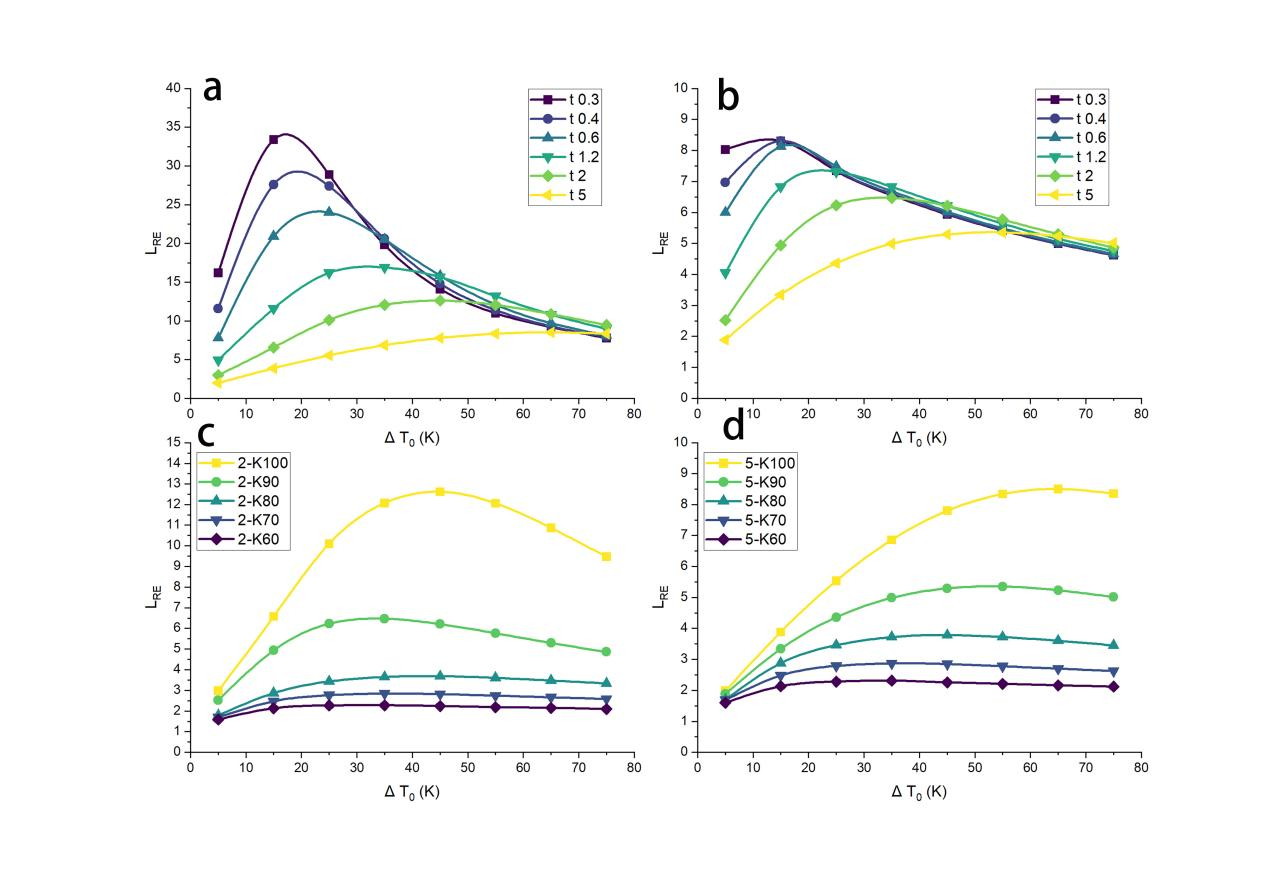 a
40
35
30
25
20
15
10
5
0
L_RE
0 10 20 30 40 50 60 70 80
Δ T₀ (K)
t 0.3
t 0.4
t 0.6
t 1.2
t 2
t 5
b
10
9
8
7
6
5
4
3
2
1
0
L_RE
0 10 20 30 40 50 60 70 80
Δ T₀ (K)
t 0.3
t 0.4
t 0.6
t 1.2
t 2
t 5
c
15
14
13
12
11
10
9
8
7
6
5
4
3
2
1
0
L_RE
0 10 20 30 40 50 60 70 80
Δ T₀ (K)
2-K100
2-K90
2-K80
2-K70
2-K60
d
10
9
8
7
6
5
4
3
2
1
0
L_RE
0 10 20 30 40 50 60 70 80
Δ T₀ (K)
5-K100
5-K90
5-K80
5-K70
5-K60